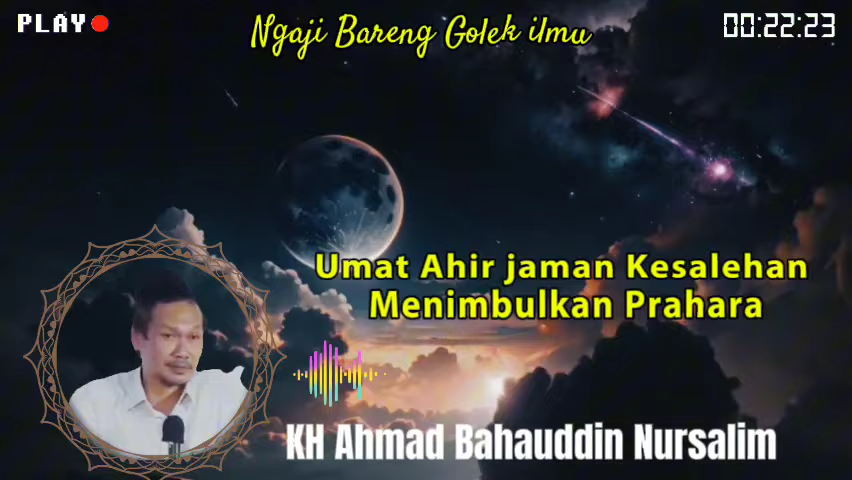 PLAY
Ngaji Bareng Golek ilmu
00:22:23
Umat Ahir jaman Kesalehan
Menimbulkan Prahara
KH Ahmad Bahauddin Nursalim